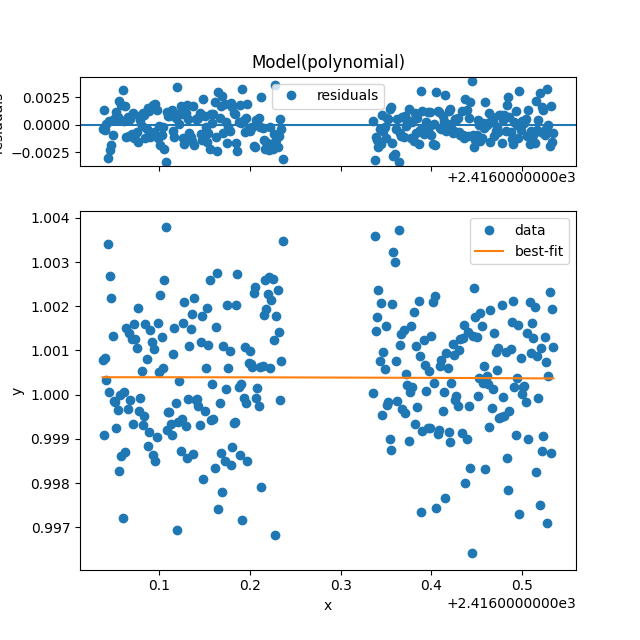 Model(polynomial)
0.0025
0.0000
−0.0025
residuals
+2.4160000000e3
1.004
1.003
1.002
1.001
1.000
0.999
0.998
0.997
y
data
best-fit
0.1
0.2
0.3
0.4
0.5
x
+2.4160000000e3